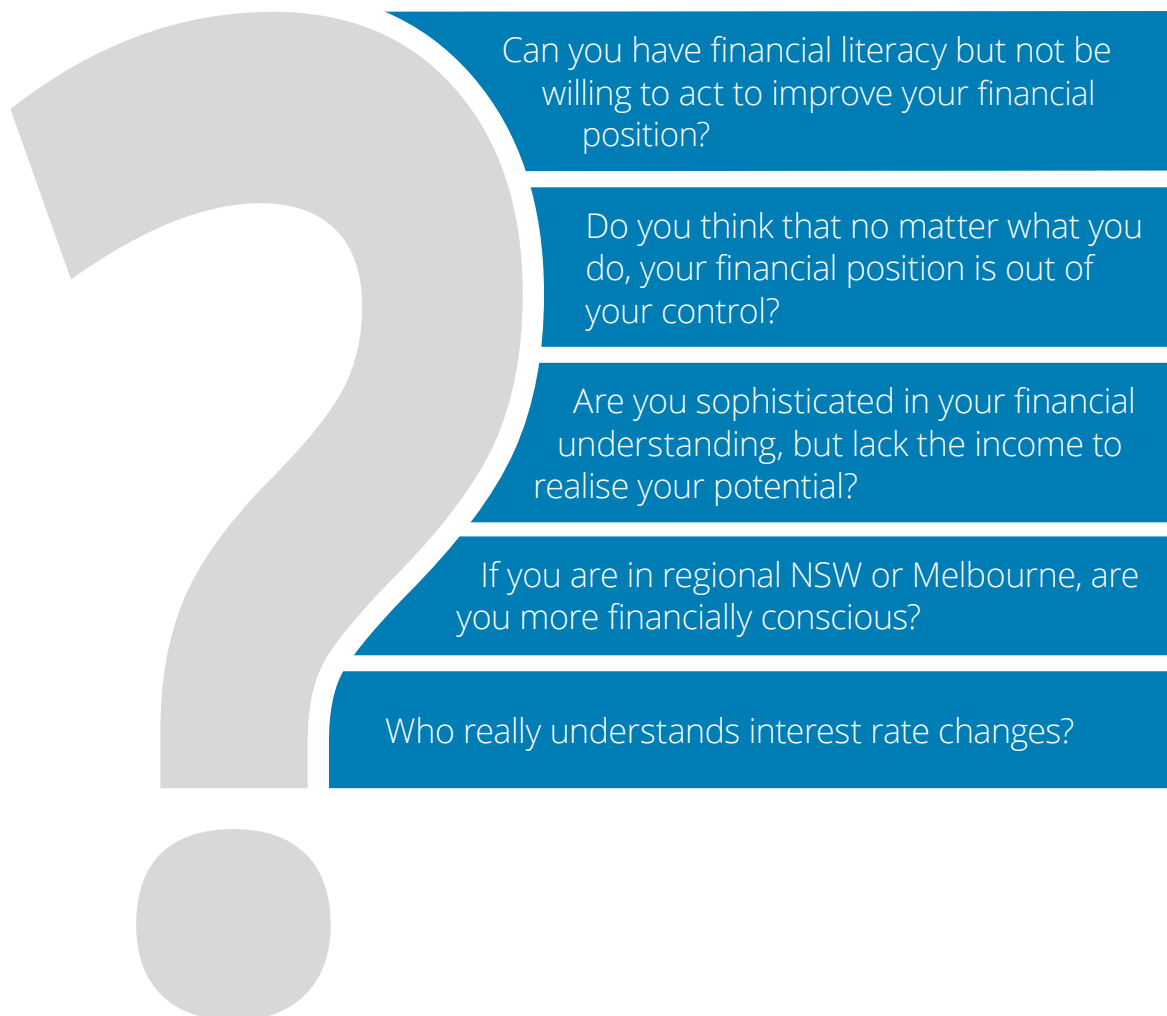 Can you have financial literacy but not be
willing to act to improve your financial
position?
Do you think that no matter what you
do, your financial position is out of
your control?
Are you sophisticated in your financial
understanding, but lack the income to
realise your potential?
If you are in regional NSW or Melbourne, are
you more financially conscious?
Who really understands interest rate changes?